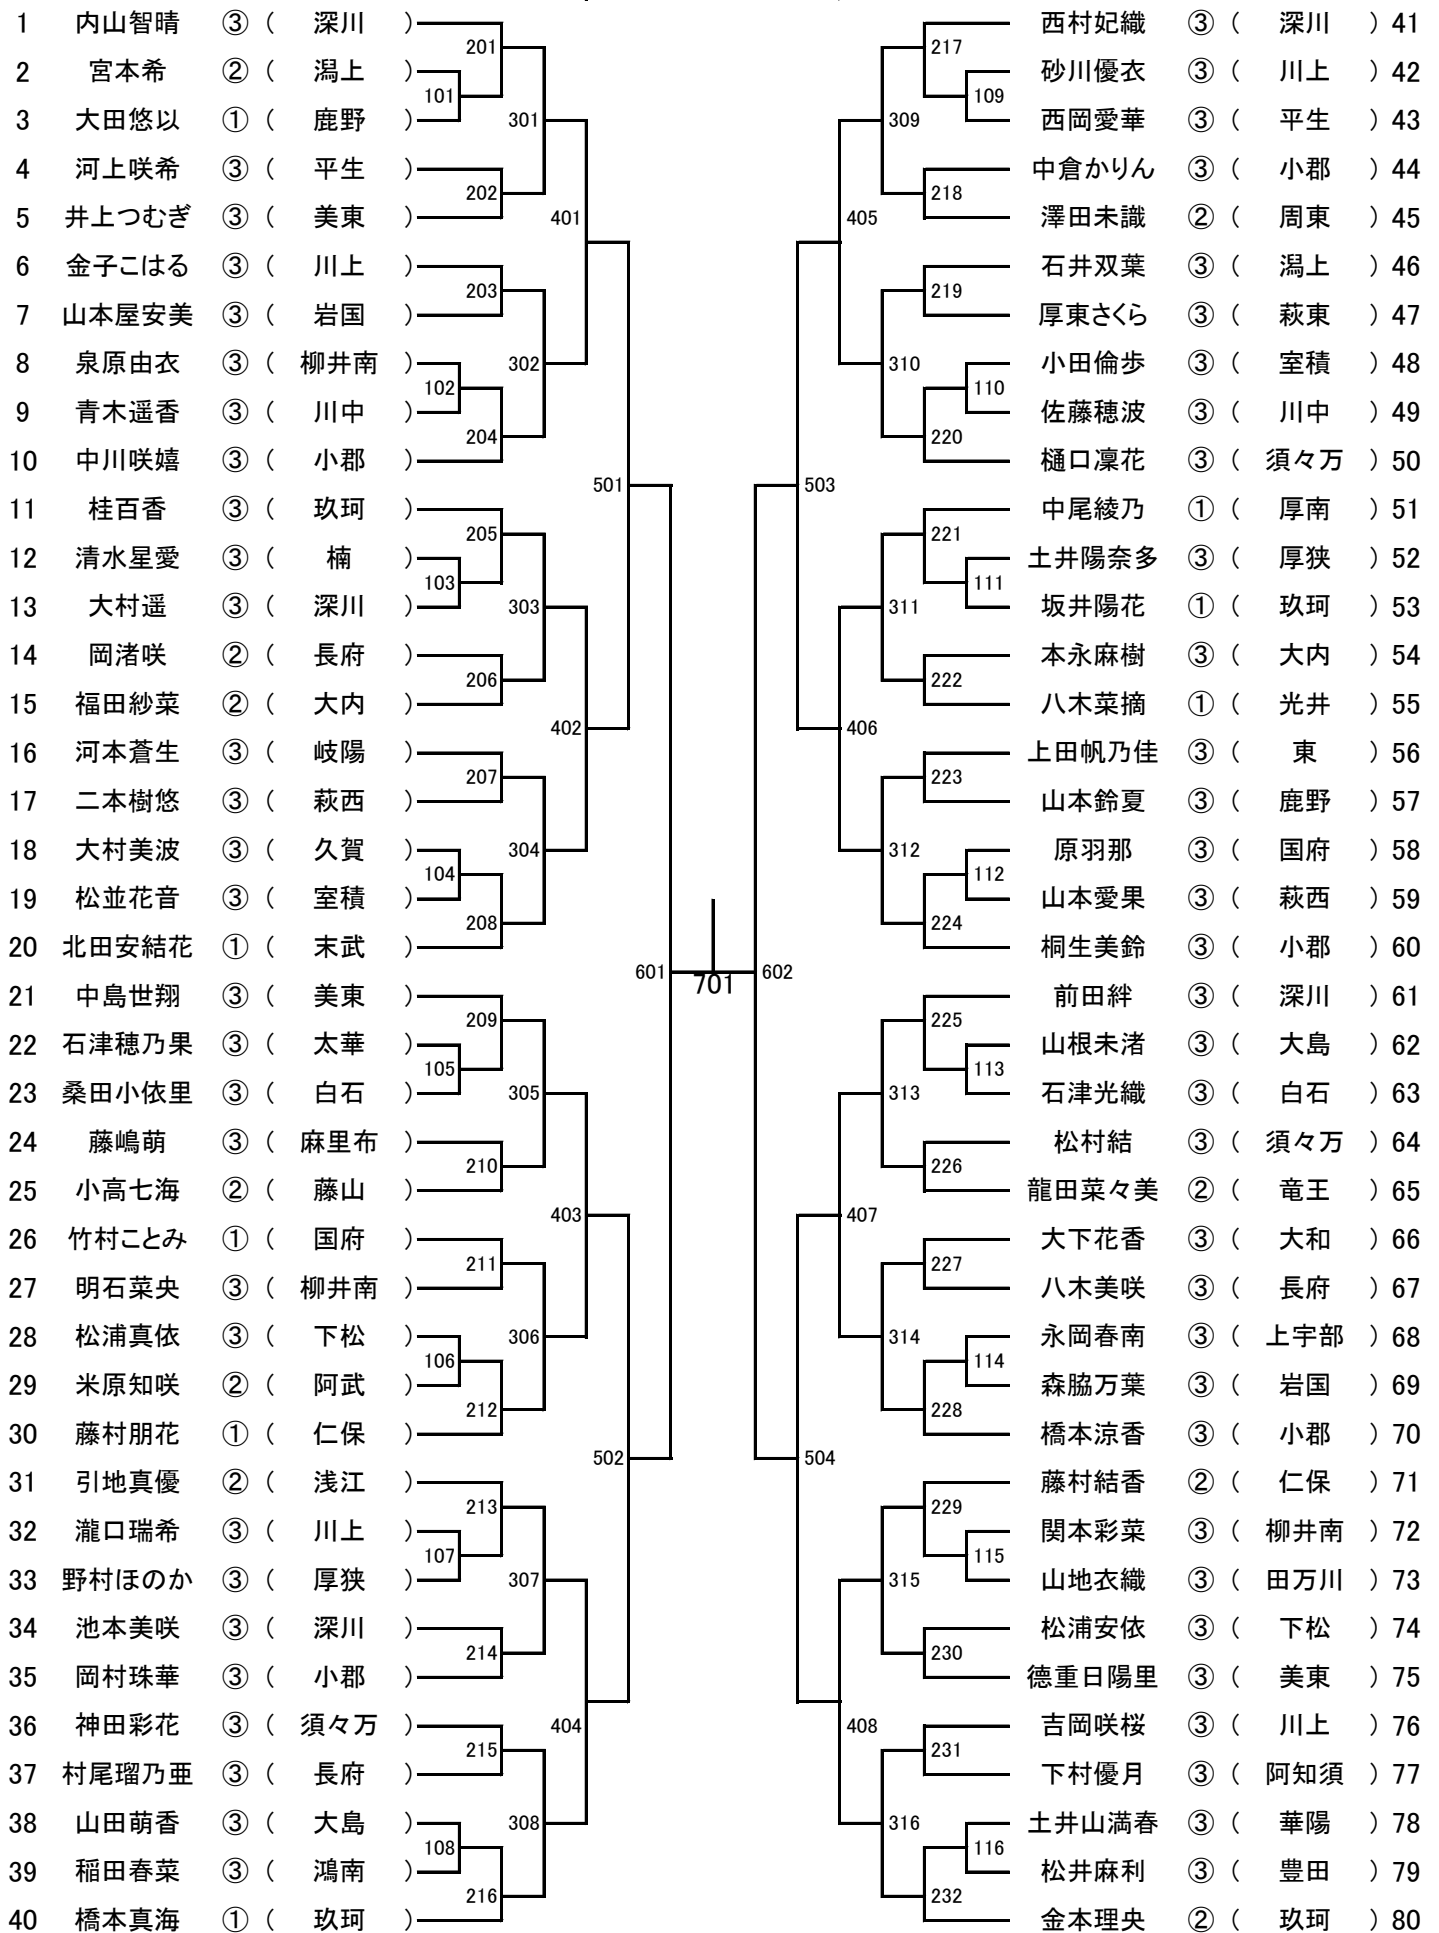 1 内山智晴 ③ ( 深川 )
2 宮本希 ② ( 潟上 )
3 大田悠以 ① ( 鹿野 )
4 河上咲希 ③ ( 平生 )
5 井上つむぎ ③ ( 美東 )
6 金子こはる ③ ( 川上 )
7 山本屋安美 ③ ( 岩国 )
8 泉原由衣 ③ ( 柳井南 )
9 青木遥香 ③ ( 川中 )
10 中川咲嬉 ③ ( 小郡 )
11 桂百香 ③ ( 玖珂 )
12 清水星愛 ③ ( 楠 )
13 大村遥 ③ ( 深川 )
14 岡渚咲 ② ( 長府 )
15 福田紗菜 ② ( 大内 )
16 河本蒼生 ③ ( 岐陽 )
17 二本樹悠 ③ ( 萩西 )
18 大村美波 ③ ( 久賀 )
19 松並花音 ③ ( 室積 )
20 北田安結花 ① ( 末武 )
21 中島世翔 ③ ( 美東 )
22 石津穂乃果 ③ ( 太華 )
23 桑田小依里 ③ ( 白石 )
24 藤嶋萌 ③ ( 麻里布 )
25 小高七海 ② ( 藤山 )
26 竹村ことみ ① ( 国府 )
27 明石菜央 ③ ( 柳井南 )
28 松浦真依 ③ ( 下松 )
29 米原知咲 ② ( 阿武 )
30 藤村朋花 ① ( 仁保 )
31 引地真優 ② ( 浅江 )
32 瀧口瑞希 ③ ( 川上 )
33 野村ほのか ③ ( 厚狭 )
34 池本美咲 ③ ( 深川 )
35 岡村珠華 ③ ( 小郡 )
36 神田彩花 ③ ( 須々万 )
37 村尾瑠乃亜 ③ ( 長府 )
38 山田萌香 ③ ( 大島 )
39 稲田春菜 ③ ( 鴻南 )
40 橋本真海 ① ( 玖珂 )
101
102
103
104
105
106
107
108
201
202
203
204
205
206
207
208
209
210
211
212
213
214
215
216
301
302
303
304
305
306
307
308
401
402
403
404
501
502
601
701
602
503
504
405
406
407
408
309
310
311
312
313
314
315
316
217
218
219
220
221
222
223
224
225
226
227
228
229
230
231
232
109
110
111
112
113
114
115
116
西村妃織 ③ ( 深川 ) 41
砂川優衣 ③ ( 川上 ) 42
西岡愛華 ③ ( 平生 ) 43
中倉かりん ③ ( 小郡 ) 44
澤田未識 ② ( 周東 ) 45
石井双葉 ③ ( 潟上 ) 46
厚東さくら ③ ( 萩東 ) 47
小田倫歩 ③ ( 室積 ) 48
佐藤穂波 ③ ( 川中 ) 49
樋口凜花 ③ ( 須々万 ) 50
中尾綾乃 ① ( 厚南 ) 51
土井陽奈多 ③ ( 厚狭 ) 52
坂井陽花 ① ( 玖珂 ) 53
本永麻樹 ③ ( 大内 ) 54
八木菜摘 ① ( 光井 ) 55
上田帆乃佳 ③ ( 東 ) 56
山本鈴夏 ③ ( 鹿野 ) 57
原羽那 ③ ( 国府 ) 58
山本愛果 ③ ( 萩西 ) 59
桐生美鈴 ③ ( 小郡 ) 60
前田絆 ③ ( 深川 ) 61
山根未渚 ③ ( 大島 ) 62
石津光織 ③ ( 白石 ) 63
松村結 ③ ( 須々万 ) 64
龍田菜々美 ② ( 竜王 ) 65
大下花香 ③ ( 大和 ) 66
八木美咲 ③ ( 長府 ) 67
永岡春南 ③ ( 上宇部 ) 68
森脇万葉 ③ ( 岩国 ) 69
橋本涼香 ③ ( 小郡 ) 70
藤村結香 ② ( 仁保 ) 71
関本彩菜 ③ ( 柳井南 ) 72
山地衣織 ③ ( 田万川 ) 73
松浦安依 ③ ( 下松 ) 74
德重日陽里 ③ ( 美東 ) 75
吉岡咲桜 ③ ( 川上 ) 76
下村優月 ③ ( 阿知須 ) 77
土井山満春 ③ ( 華陽 ) 78
松井麻利 ③ ( 豊田 ) 79
金本理央 ② ( 玖珂 ) 80